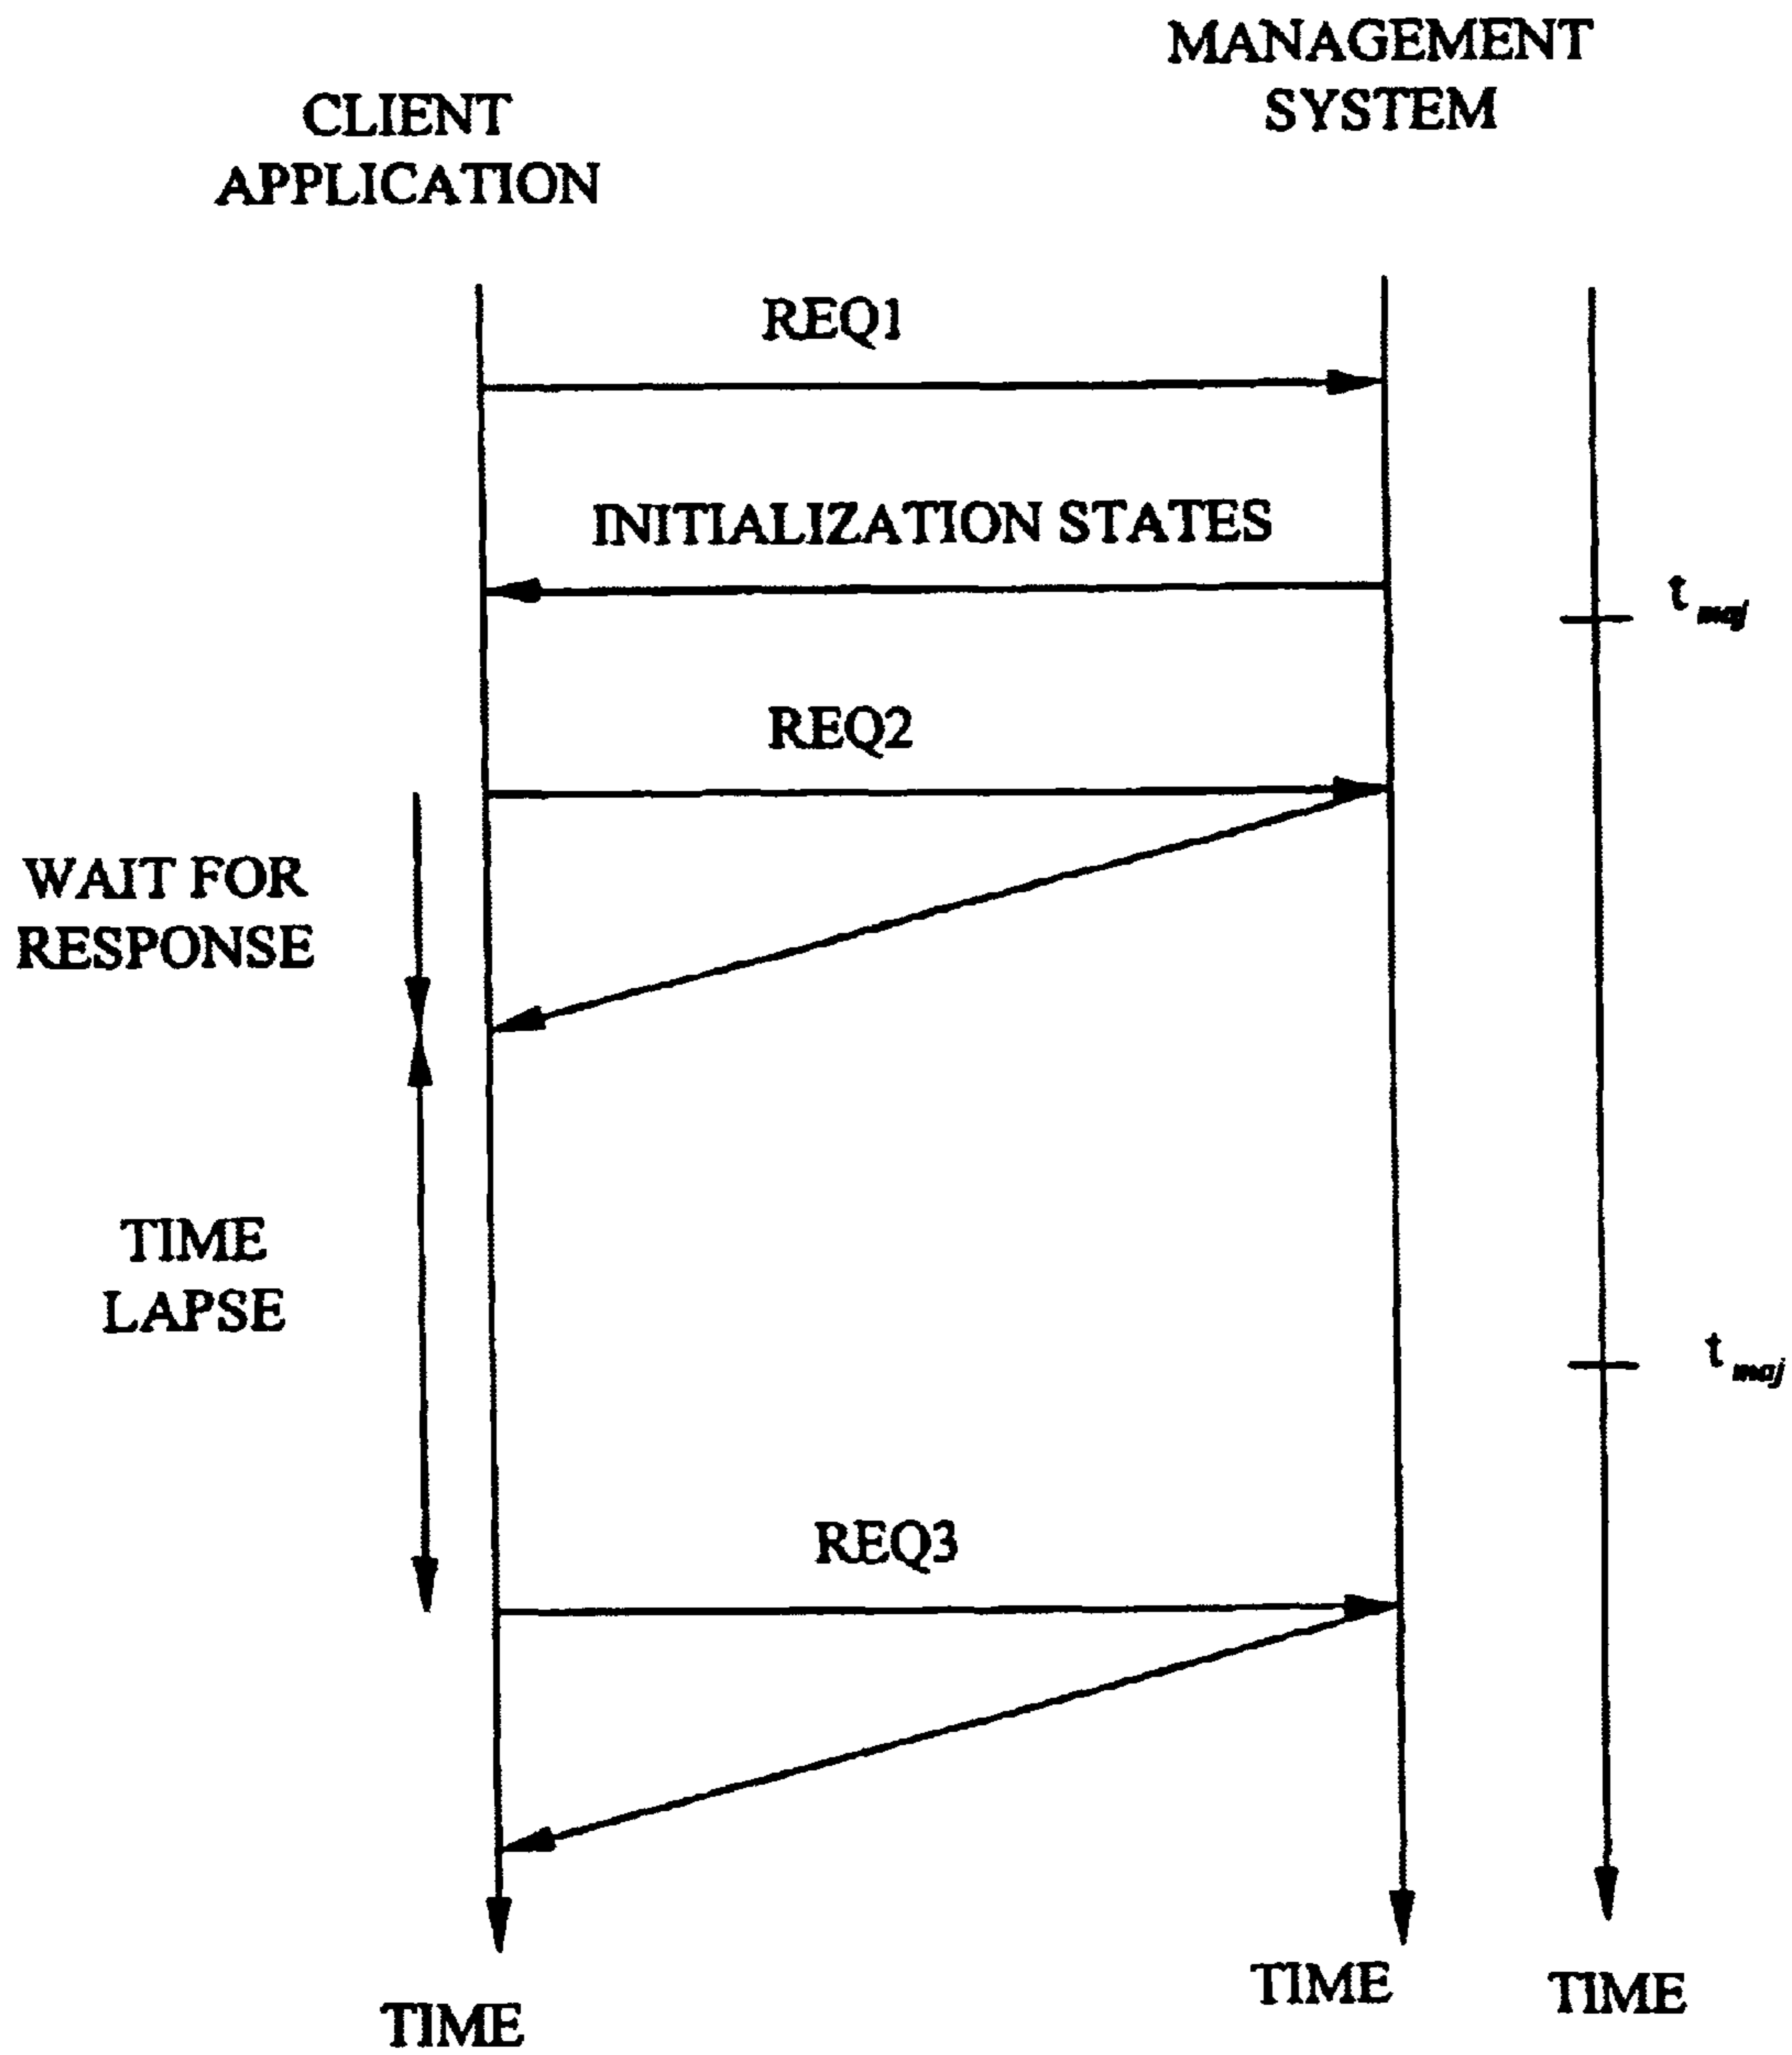 MANAGEMENT
SYSTEM
CLIENT
APPLICATION
REQ1
INITIALIZATION STATES
t maj
REQ2
WAIT FOR
RESPONSE
TIME
LAPSE
t maj
REQ3
TIME
TIME
TIME